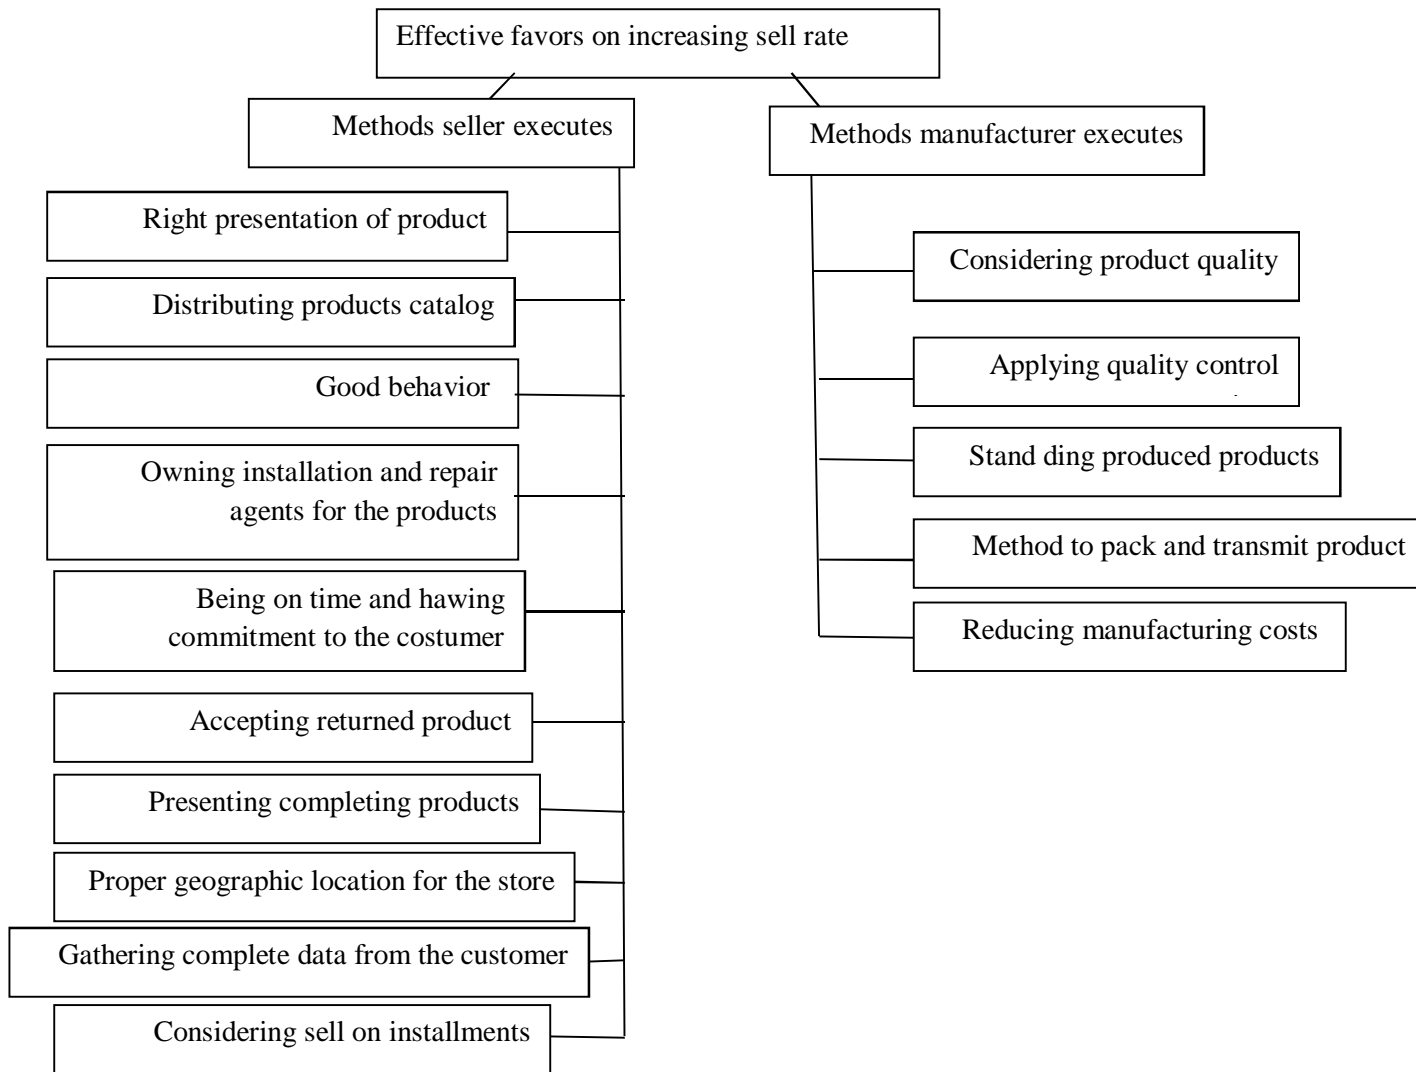 Effective favors on increasing sell rate
Methods seller executes
Methods manufacturer executes
Right presentation of product
Distributing products catalog
Good behavior
Owning installation and repair
agents for the products
Being on time and hawing
commitment to the costumer
Accepting returned product
Presenting completing products
Proper geographic location for the store
Gathering complete data from the customer
Considering sell on installments
Considering product quality
Applying quality control
Stand ding produced products
Method to pack and transmit product
Reducing manufacturing costs